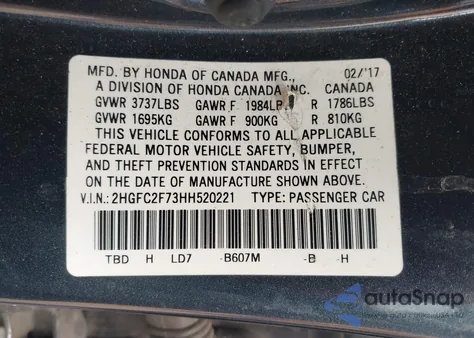 MFD. BY HONDA OF CANADA MFG., 02/'17
A DIVISION OF HONDA CANADA INC. CANADA
GVWR 3737LBS GAWR F 1984LB R 1786LBS
GVWR 1695KG GAWR F 900KG R 810KG
THIS VEHICLE CONFORMS TO ALL APPLICABLE
FEDERAL MOTOR VEHICLE SAFETY, BUMPER,
AND THEFT PREVENTION STANDARDS IN EFFECT
ON THE DATE OF MANUFACTURE SHOWN ABOVE.
V.I.N.: 2HGFC2F73HH520221 TYPE: PASSENGER CAR
TBD H LD7 -B607M -B -H
autoSnap